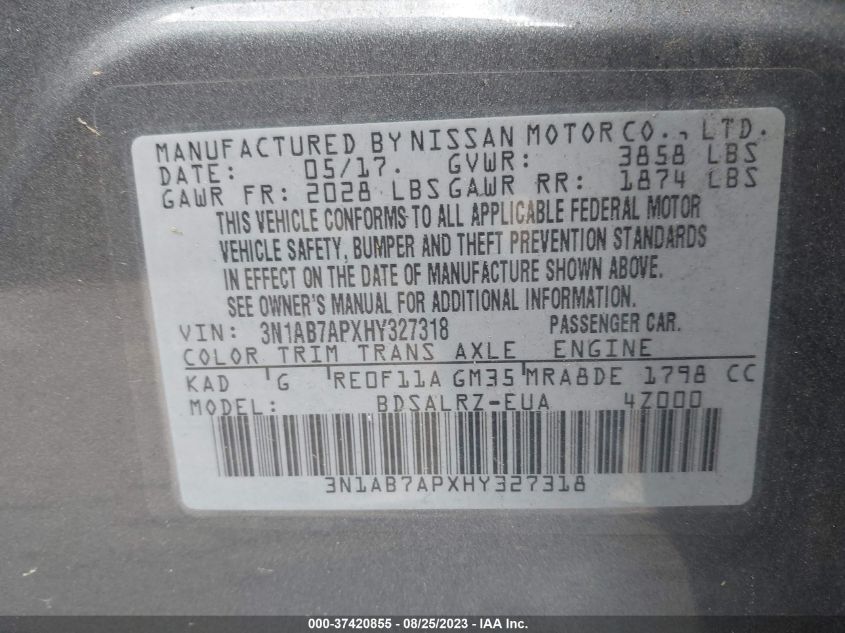 MANUFACTURED BY NISSAN MOTOR CO., LTD.
DATE: 05/17. GVWR: 3858 LBS
GAWR FR: 2028 LBS GAWR RR: 1874 LBS
THIS VEHICLE CONFORMS TO ALL APPLICABLE FEDERAL MOTOR
VEHICLE SAFETY, BUMPER AND THEFT PREVENTION STANDARDS
IN EFFECT ON THE DATE OF MANUFACTURE SHOWN ABOVE.
SEE OWNER'S MANUAL FOR ADDITIONAL INFORMATION.
VIN: 3N1AB7APXHY327318 PASSENGER CAR.
COLOR TRIM TRANS AXLE ENGINE
KAD G RE0F11A GM35 MRA8DE 1798 CC
MODEL: BDSALRZ-EUA 4Z000
3N1AB7APXHY327318
000-37420855 - 08/25/2023 - IAA Inc.